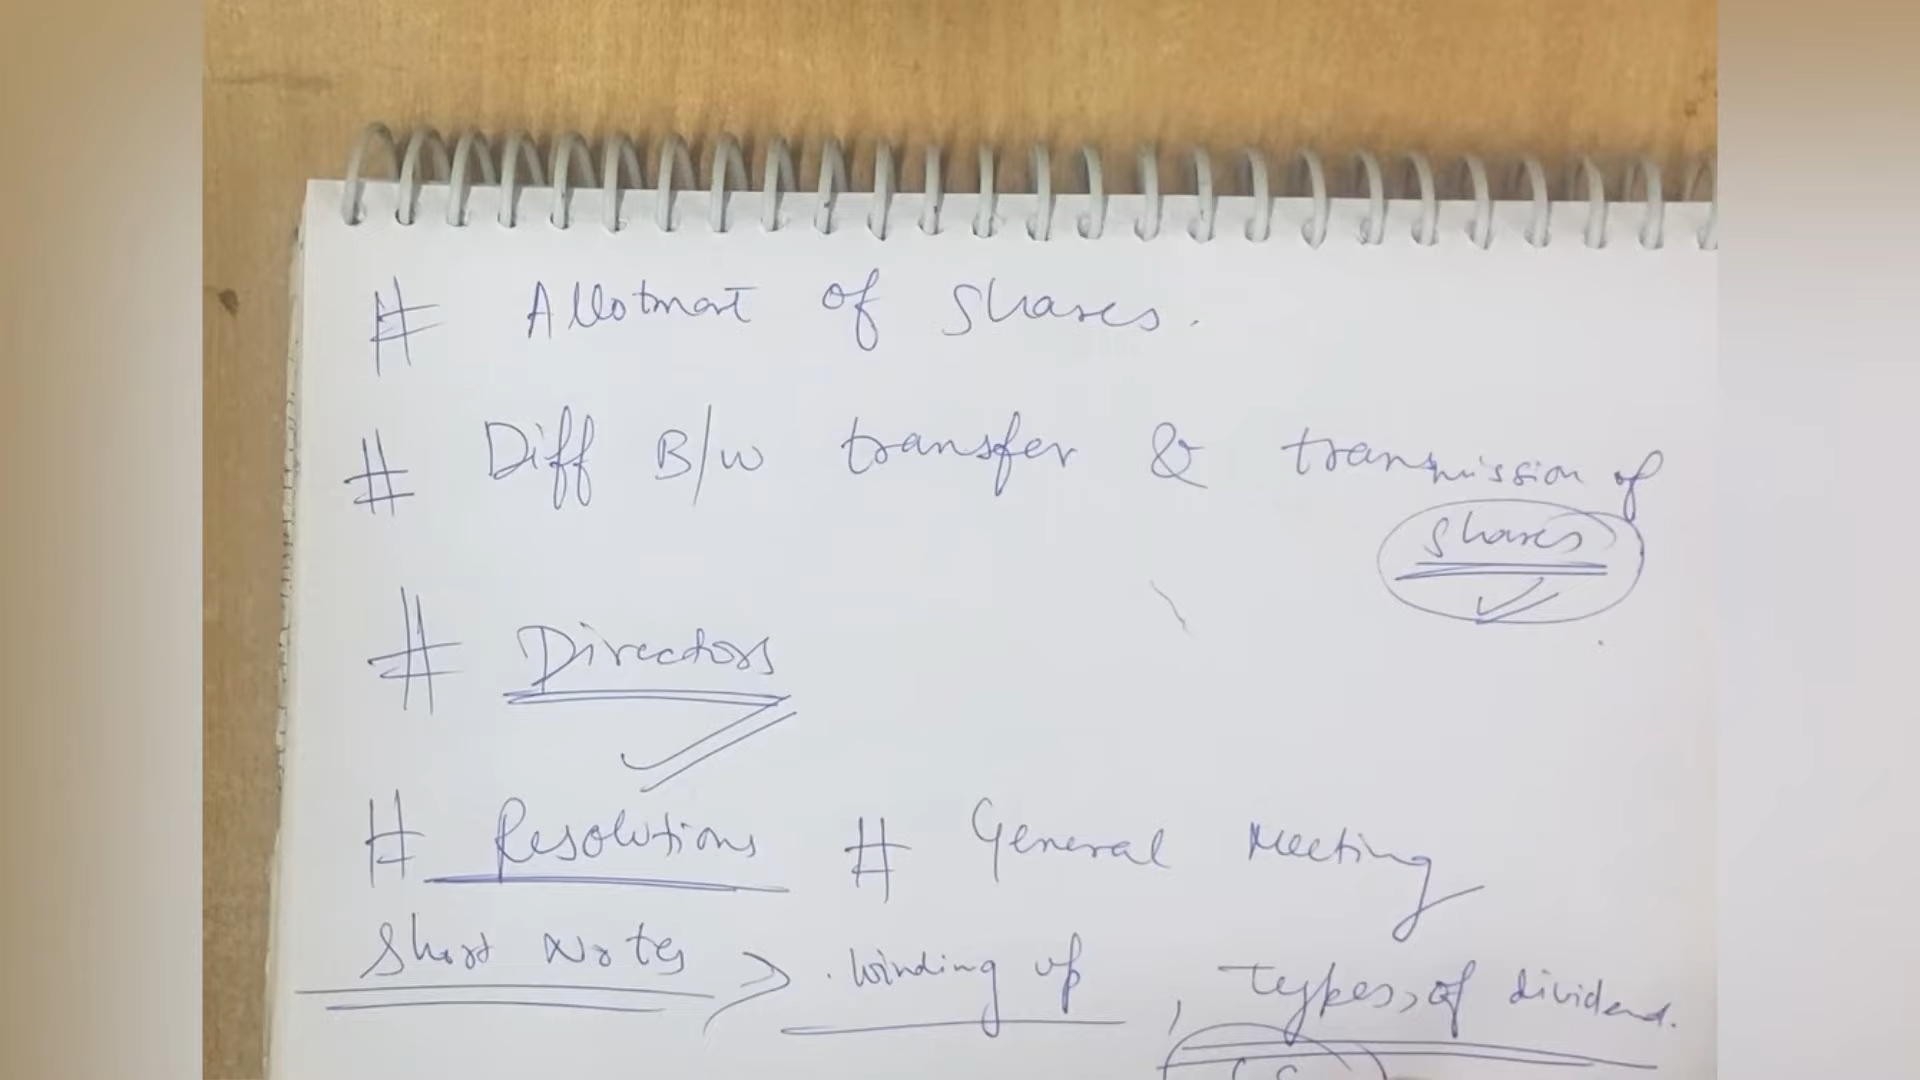 # Allotment of shares.
# Diff B/w transfer & transmission of
shares
# Directors
# Resolutions # General Meeting
Short Notes > . Winding up , types of dividend.